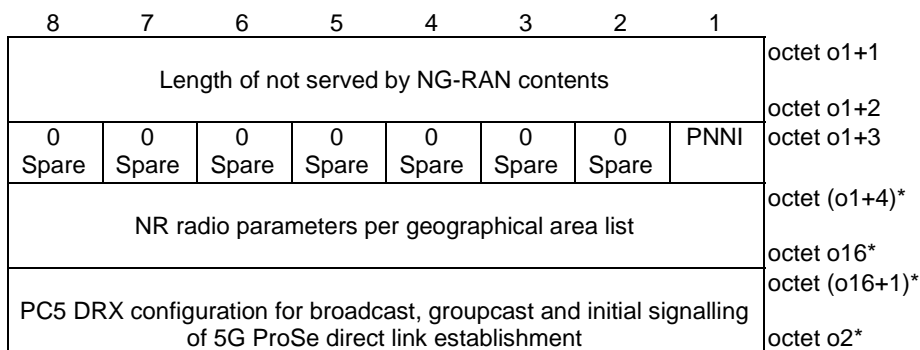 8 7 6 5 4 3 2 1
octet o1+1
Length of not served by NG-RAN contents
octet o1+2
0 0 0 0 0 0 0 PNNI octet o1+3
Spare Spare Spare Spare Spare Spare Spare
octet (o1+4)*
NR radio parameters per geographical area list
octet o16*
octet (o16+1)*
PC5 DRX configuration for broadcast, groupcast and initial signalling
of 5G ProSe direct link establishment
octet o2*